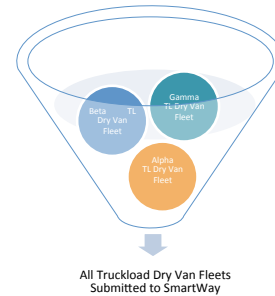 Gamma
TL Dry Van
Fleet
Beta TL
Dry Van
Fleet
Alpha
TL Dry Van
Fleet
All Truckload Dry Van Fleets
Submitted to SmartWay